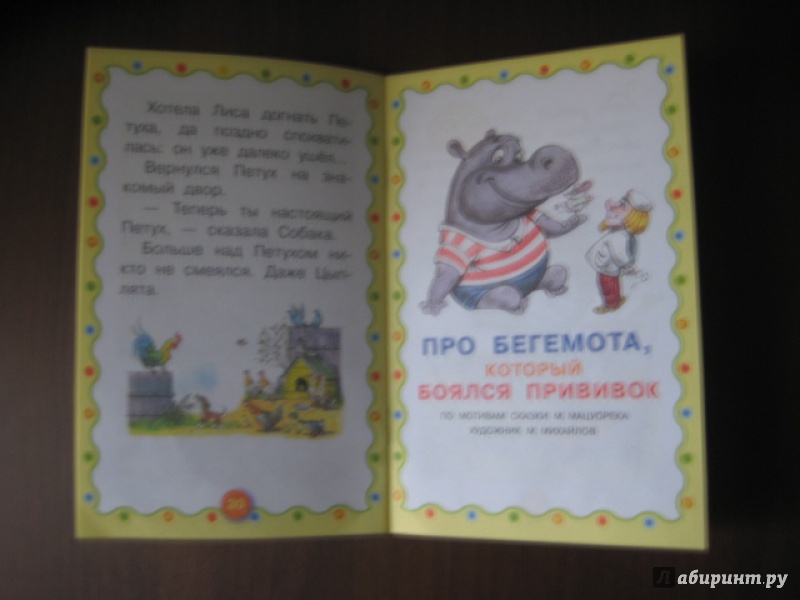 Хотела Лиса догнать Пе-
туха, да поздно спохвати-
лась: он уже далеко ушёл...
Вернулся Петух на зна-
комый двор.
— Теперь ты настоящий
Петух, — сказала Собака.
Больше над Петухом ни-
кто не смеялся. Даже Цып-
лята.
ПРО БЕГЕМОТА,
КОТОРЫЙ
БОЯЛСЯ ПРИВИВОК
ПО МОТИВАМ СКАЗКИ М. МАЦОУРЕКА
ХУДОЖНИК М. МИХАЙЛОВ
Лабиринт.ру